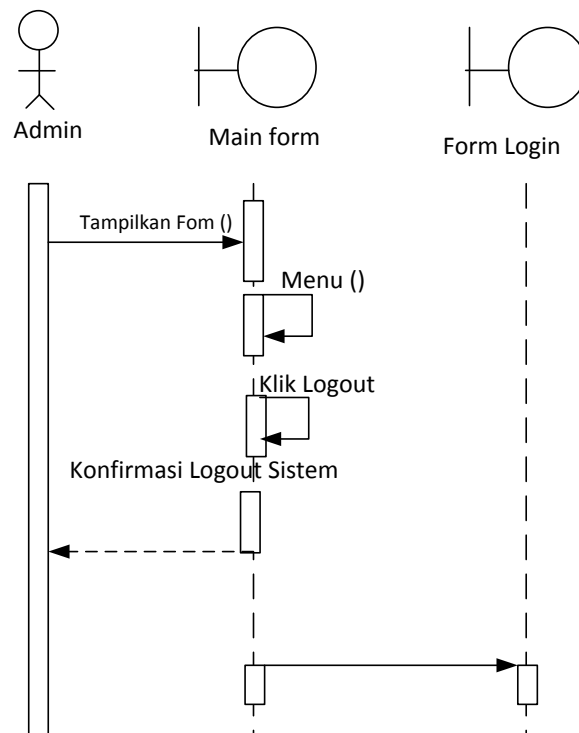 Admin
Main form
Form Login
Tampilkan Fom ()
Menu ()
Klik Logout
Konfirmasi Logout Sistem